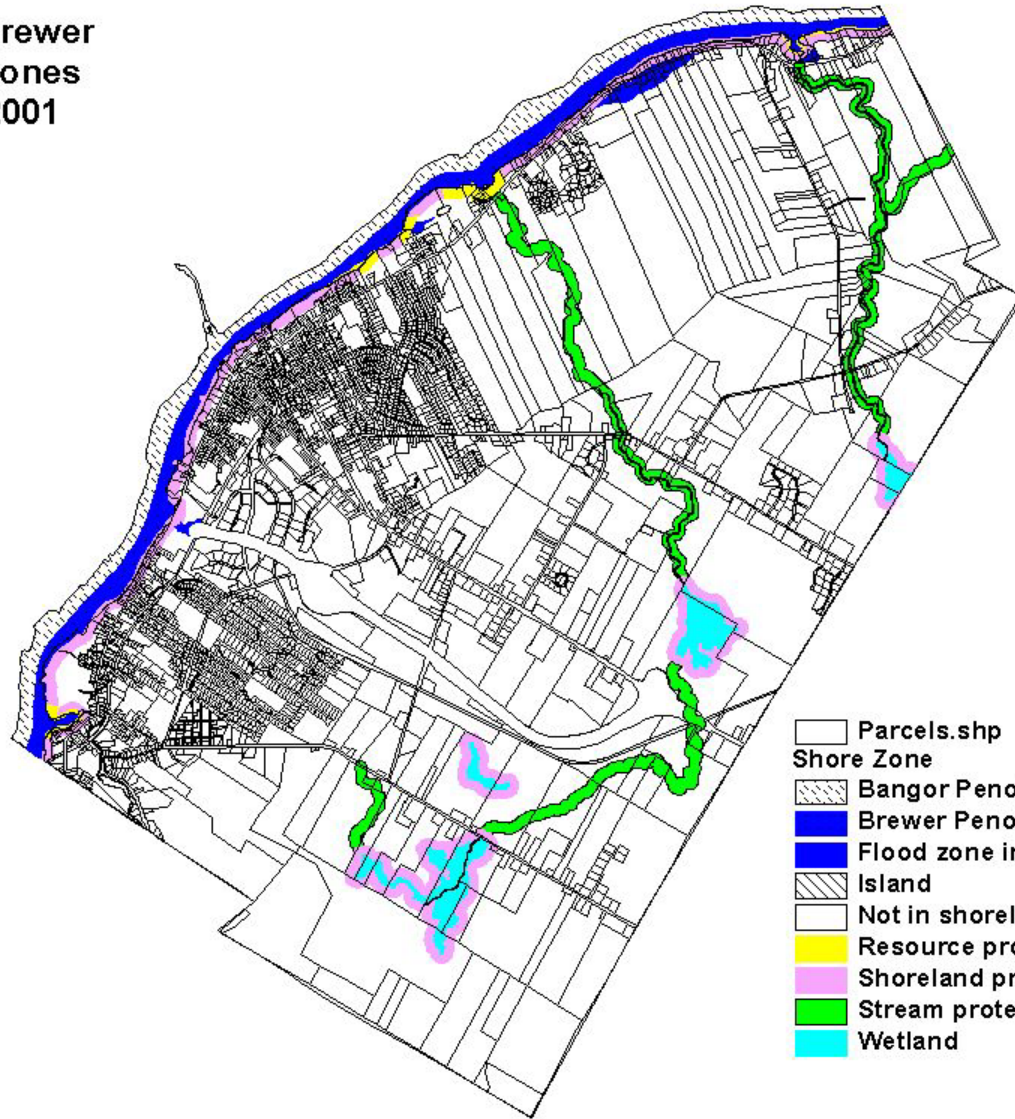 rewer
ones
2001
Parcels.shp
Shore Zone
Bangor Peno
Brewer Peno
Flood zone in
Island
Not in shorel
Resource pro
Shoreland pr
Stream prote
Wetland